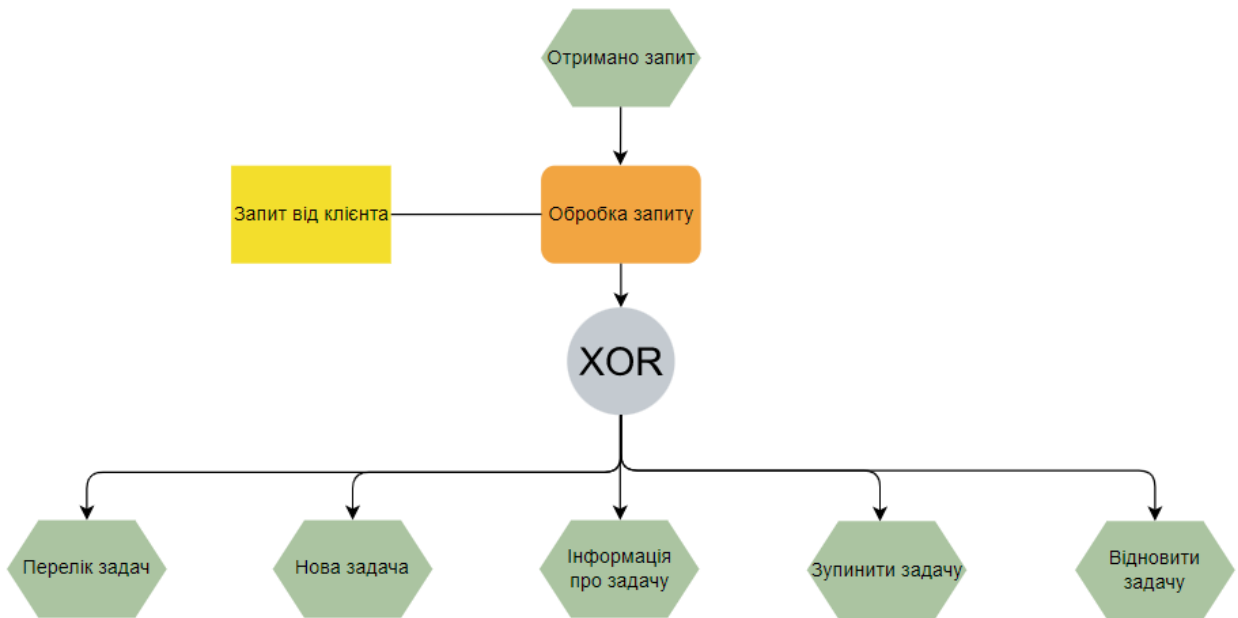 Отримано запит
Запит від клієнта
Обробка запиту
XOR
Перелік задач
Нова задача
Інформація
про задачу
Зупинити задачу
Відновити
задачу